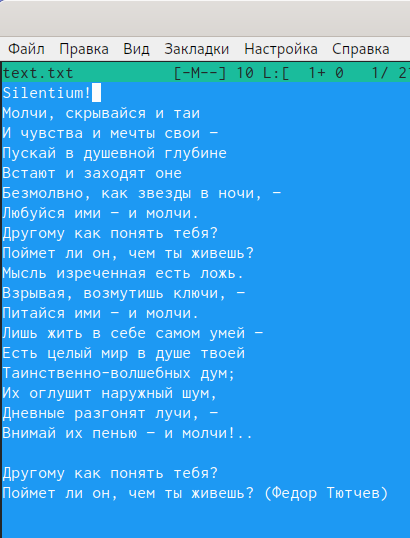 Файл Правка Вид Закладки Настройка Справка
text.txt [-M--] 10 L:[ 1+ 0 1/ 2
Silentium!
Молчи, скрывайся и таи
И чувства и мечты свои –
Пускай в душевной глубине
Встают и заходят оне
Безмолвно, как звезды в ночи, –
Любуйся ими – и молчи.
Другому как понять тебя?
Поймет ли он, чем ты живешь?
Мысль изреченная есть ложь.
Взрывая, возмутишь ключи, –
Питайся ими – и молчи.
Лишь жить в себе самом умей –
Есть целый мир в душе твоей
Таинственно-волшебных дум;
Их оглушит наружный шум,
Дневные разгонят лучи, –
Внимай их пенью – и молчи!..
Другому как понять тебя?
Поймет ли он, чем ты живешь? (Федор Тютчев)